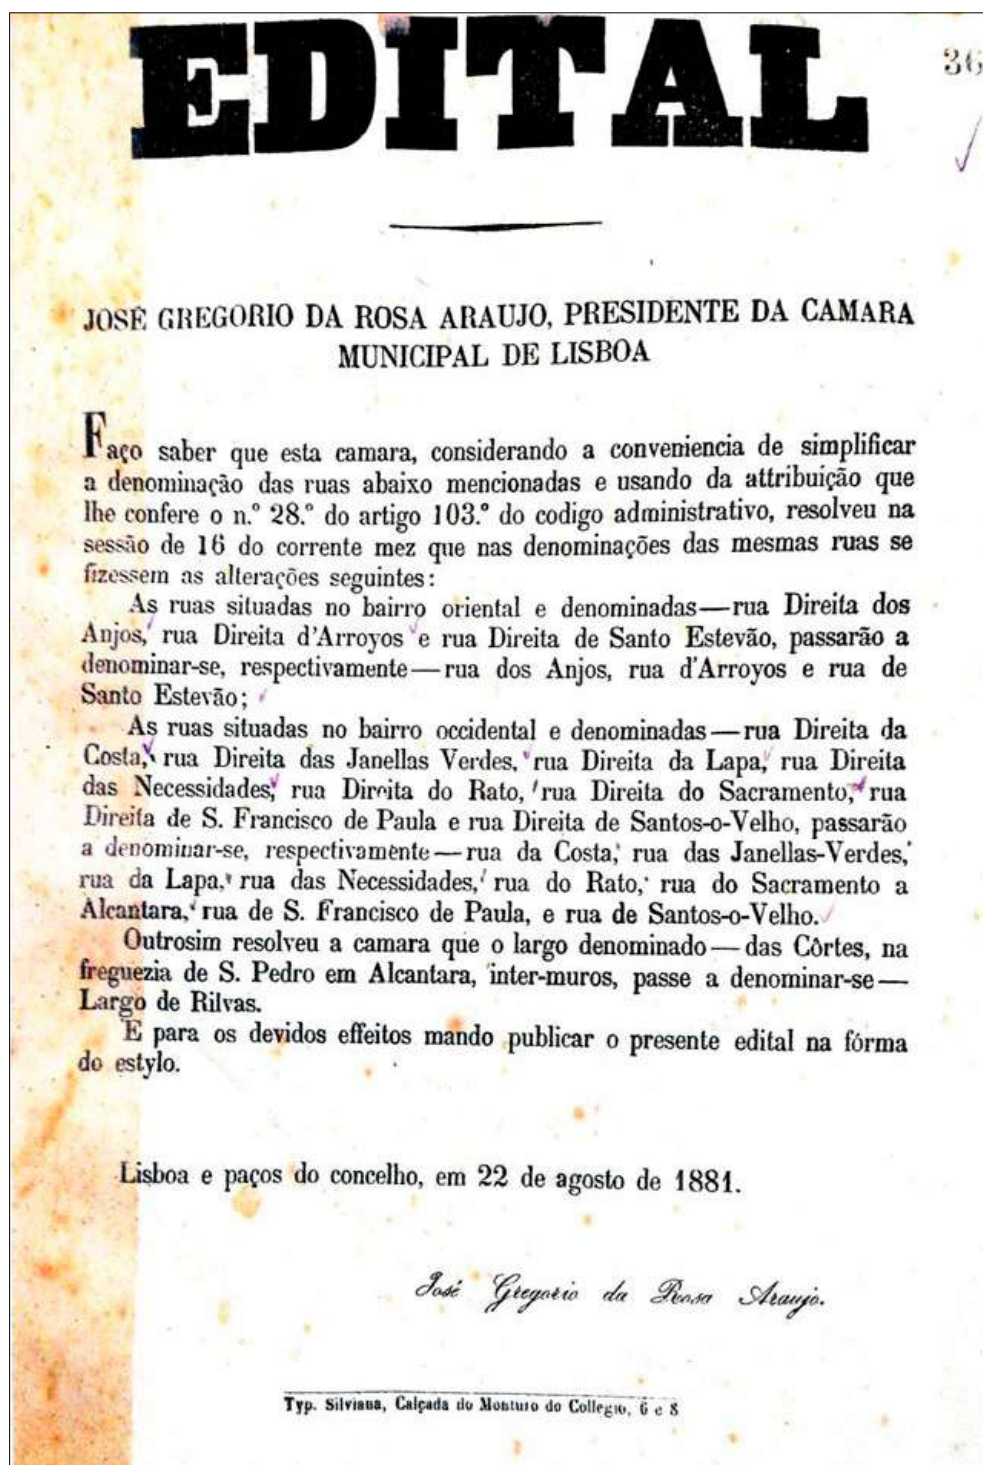 EDITAL
36
JOSÉ GREGORIO DA ROSA ARAUJO, PRESIDENTE DA CAMARA
MUNICIPAL DE LISBOA
Faço saber que esta camara, considerando a conveniencia de simplificar
a denominação das ruas abaixo mencionadas e usando da attribuição que
lhe confere o n.º 28.º do artigo 103.º do codigo administrativo, resolveu na
sessão de 16 do corrente mez que nas denominações das mesmas ruas se
fizessem as alterações seguintes:
As ruas situadas no bairro oriental e denominadas—rua Direita dos
Anjos, rua Direita d'Arroyos e rua Direita de Santo Estevão, passarão a
denominar-se, respectivamente—rua dos Anjos, rua d'Arroyos e rua de
Santo Estevão;
As ruas situadas no bairro occidental e denominadas—rua Direita da
Costa, rua Direita das Janellas Verdes, rua Direita da Lapa, rua Direita
das Necessidades, rua Direita do Rato, rua Direita do Sacramento, rua
Direita de S. Francisco de Paula e rua Direita de Santos-o-Velho, passarão
a denominar-se, respectivamente—rua da Costa, rua das Janellas-Verdes,
rua da Lapa, rua das Necessidades, rua do Rato, rua do Sacramento a
Alcantara, rua de S. Francisco de Paula, e rua de Santos-o-Velho.
Outrosim resolveu a camara que o largo denominado—das Côrtes, na
freguezia de S. Pedro em Alcantara, inter-muros, passe a denominar-se—
Largo de Rilvas.
E para os devidos effeitos mando publicar o presente edital na fórma
do estylo.
Lisboa e paços do concelho, em 22 de agosto de 1881.
José Gregorio da Rosa Araujo.
Typ. Silviana, Calçada do Monturo do Collegio, 6 e 8